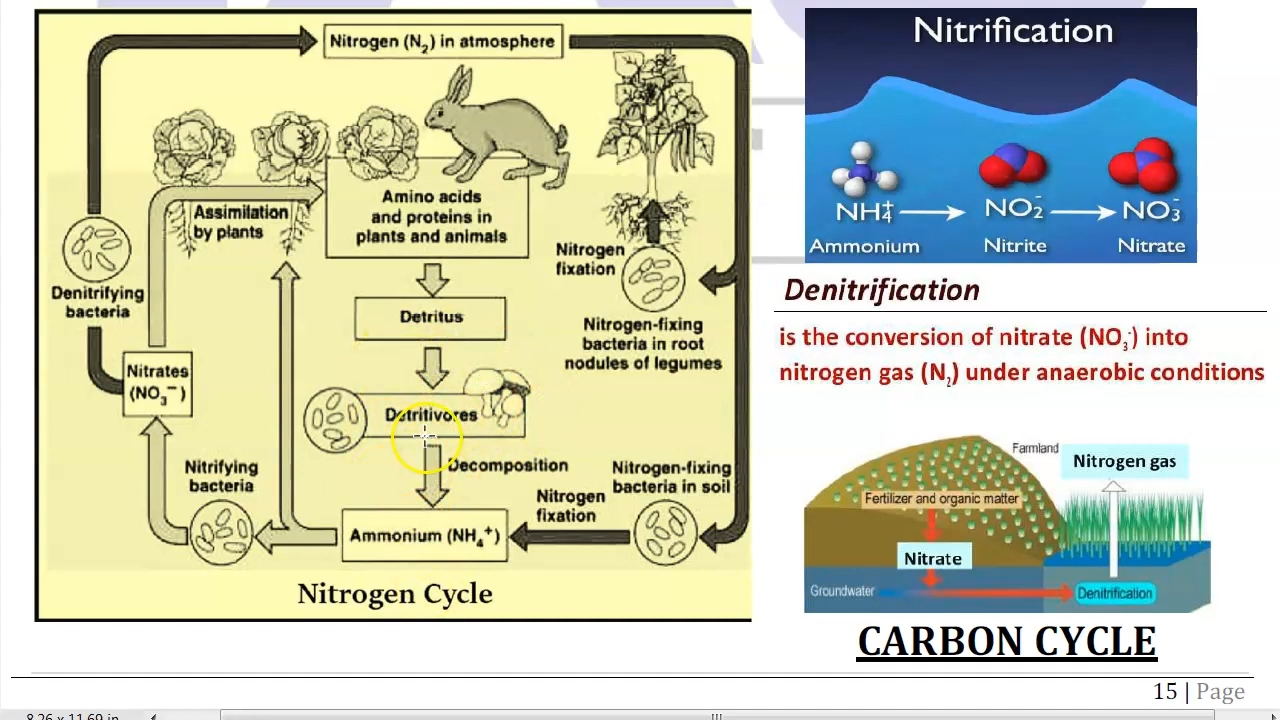 Nitrogen (N2) in atmosphere
Assimilation
by plants
Amino acids
and proteins in
plants and animals
Nitrogen
fixation
Denitrifying
bacteria
Detritus
Nitrogen-fixing
bacteria in root
nodules of legumes
Nitrates
(NO3⁻)
Detritivores
Decomposition
Nitrifying
bacteria
Nitrogen-fixing
bacteria in soil
Nitrogen
fixation
Ammonium (NH4⁺)
Nitrogen Cycle
Nitrification
NH4+ NO2- NO3-
Ammonium Nitrite Nitrate
Denitrification
is the conversion of nitrate (NO3-) into
nitrogen gas (N2) under anaerobic conditions
Farmland
Nitrogen gas
Fertilizer and organic matter
Nitrate
Groundwater
Denitrification
CARBON CYCLE
15 | Page
8.26 x 11.69 in